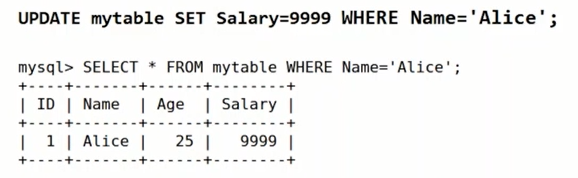 UPDATE mytable SET Salary=9999 WHERE Name='Alice';
mysql> SELECT * FROM mytable WHERE Name='Alice';
+----+-------+------+--------+
| ID | Name  | Age  | Salary |
+----+-------+------+--------+
|  1 | Alice |   25 |   9999 |
+----+-------+------+--------+